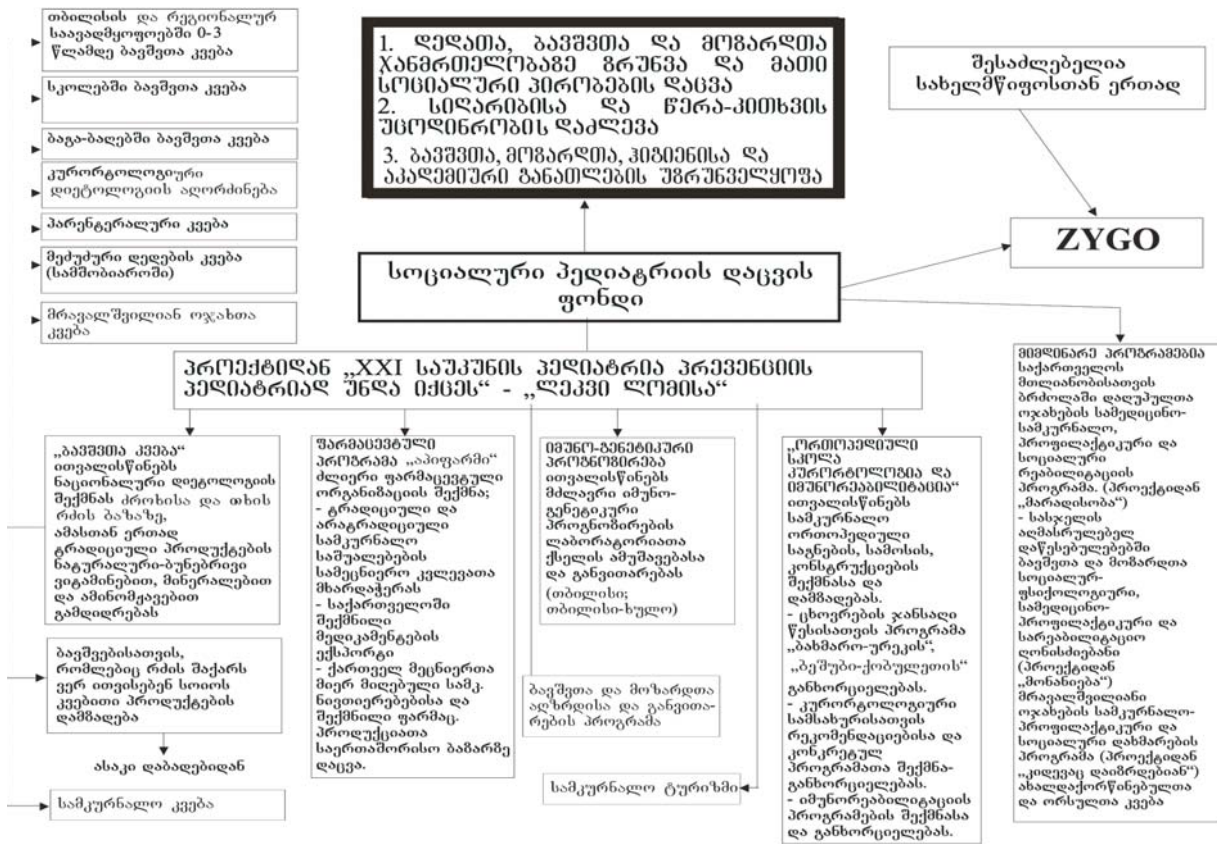 თბილისის და რეგიონალურ
საავადმყოფოებში 0-3
წლამდე ბავშვთა კვება
სკოლებში ბავშვთა კვება
ბაგა-ბაღებში ბავშვთა კვება
კურორტოლოგიური
დიეტოლოგიის აღორძინება
პარენტერალური კვება
მეძუძური დედების კვება
(სამშობიაროში)
მრავალშვილიან ოჯახთა
კვება
1. დედათა, ბავშვთა და მოზარდთა
ჯანმრთელობაზე ზრუნვა და მათი
სოციალური პირობების დაცვა
2. სიღარიბისა და წერა-კითხვის
უცოდინრობის დაძლევა
3. ბავშვთა, მოზარდთა, ჰიგიენისა და
აკადემიური განათლების უზრუნველყოფა
შესაძლებელია
სახელმწიფოსთან ერთად
ZYGO
სოციალური პედიატრიის დაცვის
ფონდი
პროექტიდან „XXI საუკუნის პედიატრია პრევენციის
პედიატრიად უნდა იქცეს“ - „ლეკვი ლომისა“
„ბავშვთა კვება“
ითვალისწინებს
ნაციონალური დიეტოლოგიის
შექმნას ძროხისა და თხის
რძის ბაზაზე,
ამასთან ერთად
ტრადიციული პროდუქტების
ნატურალური-ბუნებრივი
ვიტამინებით, მინერალებით
და ამინომჟავებით
გამდიდრებას
ბავშვებისათვის,
რომლებიც რძის შაქარს
ვერ ითვისებენ სოიოს
კვებითი პროდუქტების
დამზადება
ასაკი დაბადებიდან
სამკურნალო კვება
ფარმაცევტული
პროგრამა „აპიფარმი“
ძლიერი ფარმაცევტული
ორგანიზაციის შექმნა;
- ტრადიციული და
არატრადიციული
სამკურნალო
საშუალებების
სამეცნიერო კვლევათა
მხარდაჭერას
- საქართველოში
შექმნილი
მედიკამენტების
ექსპორტი
- ქართველ მეცნიერთა
მიერ მიღებული სამკ.
ნივთიერებებისა და
შექმნილი ფარმაც.
პროდუქციათა
საერთაშორისო ბაზარზე
დაცვა.
იმუნო-გენეტიკური
პროგნოზირება
ითვალისწინებს
მძლავრი იმუნო-
გენეტიკური
პროგნოზირების
ლაბორატორიათა
ქსელის ამუშავებასა
და განვითარებას
(თბილისი;
თბილისი-ხულო)
ბავშვთა და მოზარდთა
აღზრდისა და განვითა-
რების პროგრამა
სამკურნალო ტურიზმი
„ორთოპედიული
სკოლა
კურორტოლოგია და
იმუნორეაბილიტაცია“
ითვალისწინებს
სამკურნალო
ორთოპედიული
საგნების, სამოსის,
კონსტრუქციების
შექმნასა და
დამზადებას.
- ცხოვრების ჯანსაღი
წესისათვის პროგრამა
„ბახმარო-ურეკის“,
„ბეშუბი-ქობულეთის“
განხორციელებას.
- კურორტოლოგიური
სამსახურისათვის
რეკომენდაციებისა და
კონკრეტულ
პროგრამათა შექმნა-
განხორციელებას.
- იმუნორეაბილიტაციის
პროგრამების შექმნასა
და განხორციელებას.
მიმდინარე პროგრამებია
საქართველოს
მთლიანობისათვის
ბრძოლაში დაღუპულთა
ოჯახების სამედიცინო-
სამკურნალო,
პროფილაქტიკური და
სოციალური
რეაბილიტაციის
პროგრამა. (პროექტიდან
„მარადისობა“)
- სასჯელის
აღმასრულებელ
დაწესებულებებში
ბავშვთა და მოზარდთა
სოციალურ-
ფსიქოლოგიური,
სამედიცინო-
პროფილაქტიკური და
სარეაბილიტაციო
ღონისძიებანი
(პროექტიდან
„მონანიება“)
მრავალშვილიანი
ოჯახების სამკურნალო-
პროფილაქტიკური და
სოციალური დახმარების
პროგრამა (პროექტიდან
„კიდევაც დაიზრდებიან“)
ახალდაქორწინებულთა
და ორსულთა კვება